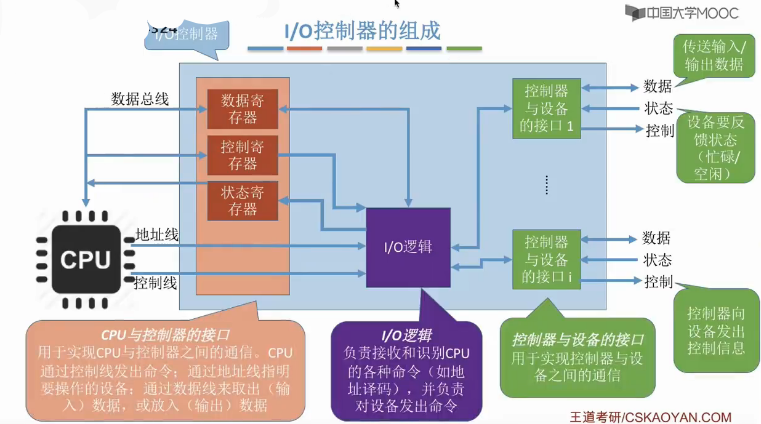 中国大学MOOC
I/O控制器的组成
I/O控制器
传送输入/
输出数据
数据总线
数据寄
存器
控制寄
存器
状态寄
存器
控制器
与设备
的接口 1
数据
状态
控制
设备要反
馈状态
（忙碌/
空闲）
CPU
地址线
控制线
I/O逻辑
控制器
与设备
的接口 i
数据
状态
控制
控制器向
设备发出
控制信息
CPU与控制器的接口
用于实现CPU与控制器之间的通信、CPU
通过控制线发出命令；通过地址线指明
要操作的设备；通过数据线来取出（输
入）数据，或放入（输出）数据
I/O逻辑
负责接收和识别CPU
的各种命令（如地
址译码），并负责
对设备发出命令
控制器与设备的接口
用于实现控制器与设
备之间的通信
王道考研/CSKAOYAN.COM